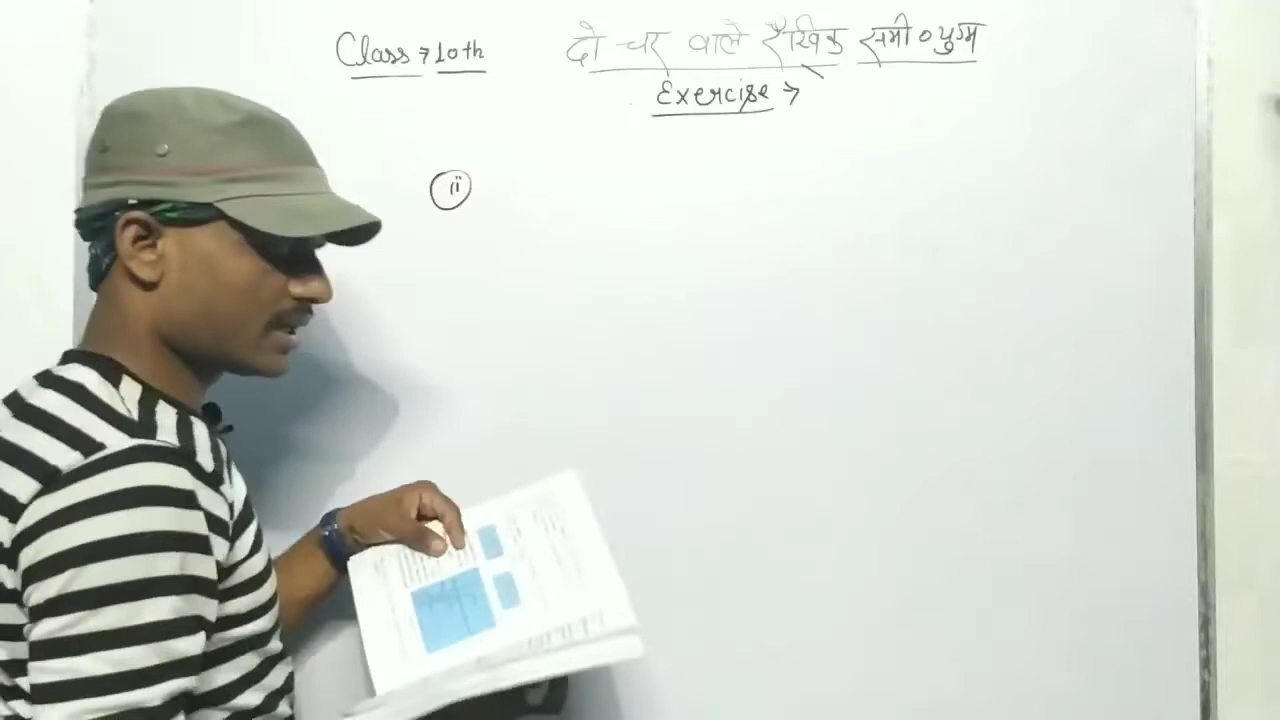 Class → 10th दो चर वाले रैखिक समी० युग्म
Exercise →
(ii)